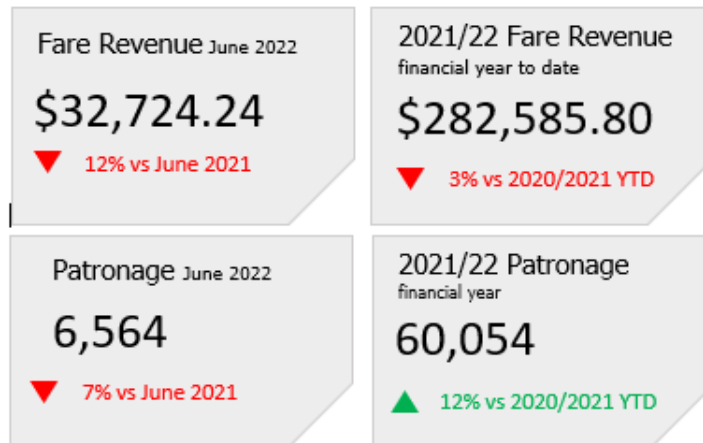 Fare Revenue June 2022
$32,724.24
12% vs June 2021
2021/22 Fare Revenue
financial year to date
$282,585.80
3% vs 2020/2021 YTD
Patronage June 2022
6,564
7% vs June 2021
2021/22 Patronage
financial year
60,054
12% vs 2020/2021 YTD